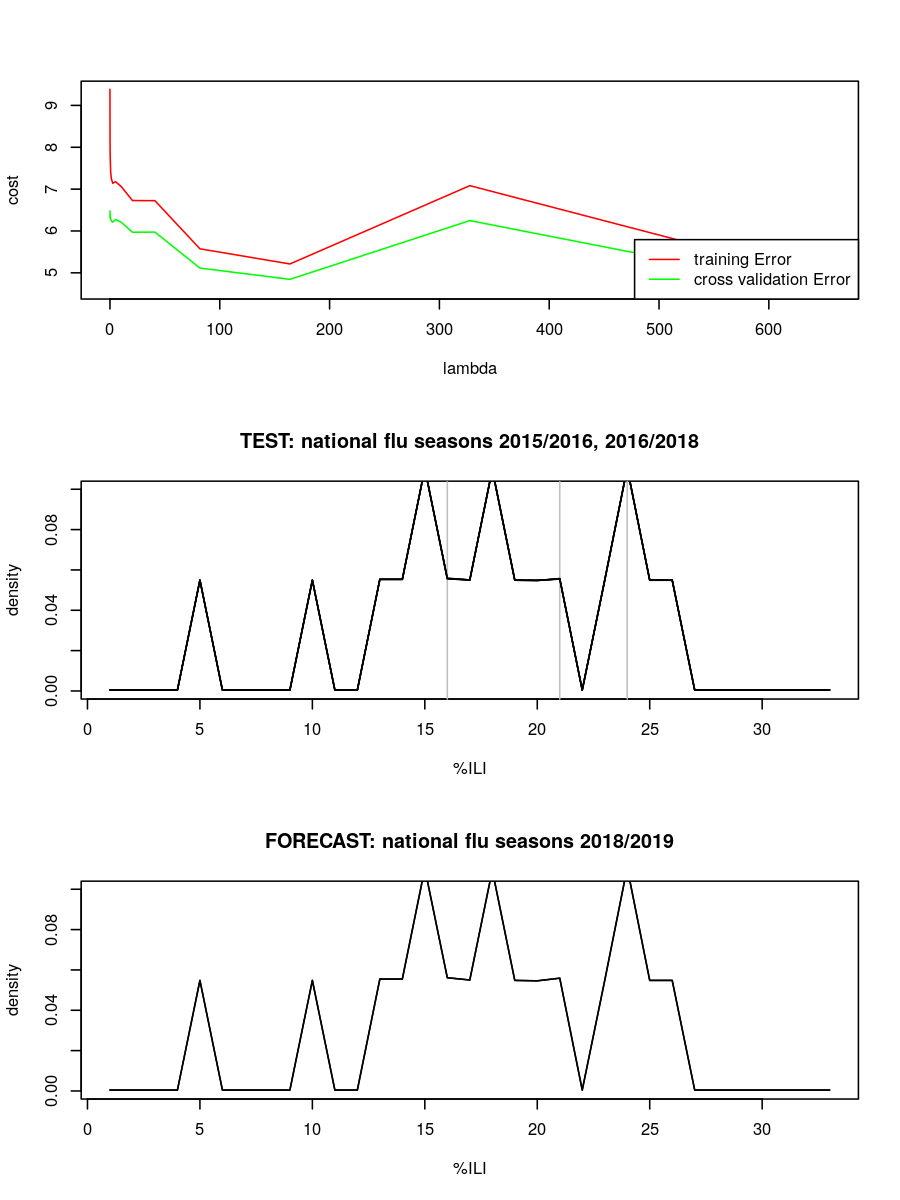 9
8
7
6
5
cost
training Error
cross validation Error
0 100 200 300 400 500 600
lambda
TEST: national flu seasons 2015/2016, 2016/2018
0.08
0.04
0.00
density
0 5 10 15 20 25 30
%ILI
FORECAST: national flu seasons 2018/2019
0.08
0.04
0.00
density
0 5 10 15 20 25 30
%ILI